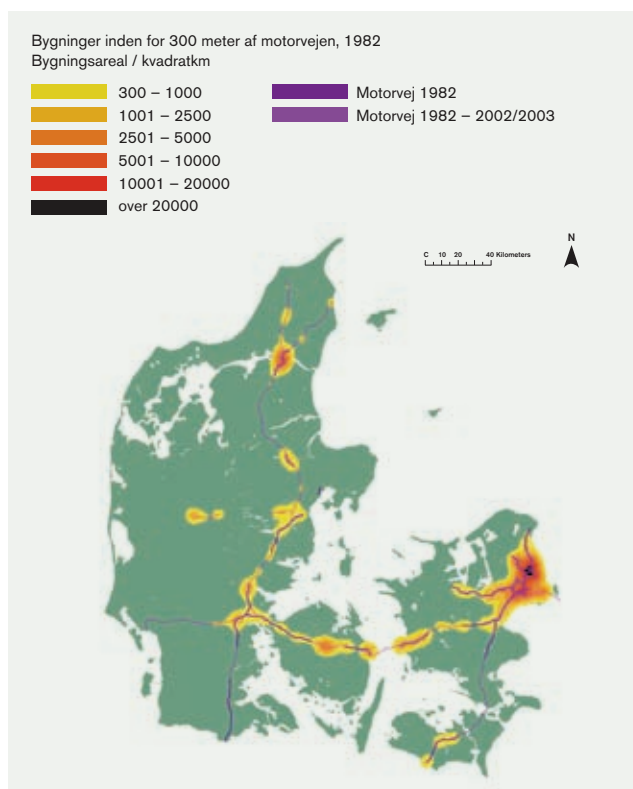 Bygninger inden for 300 meter af motorvejen, 1982
Bygningsareal / kvadratkm
300 – 1000
1001 – 2500
2501 – 5000
5001 – 10000
10001 – 20000
over 20000
Motorvej 1982
Motorvej 1982 – 2002/2003
C 10 20 40 Kilometers
N